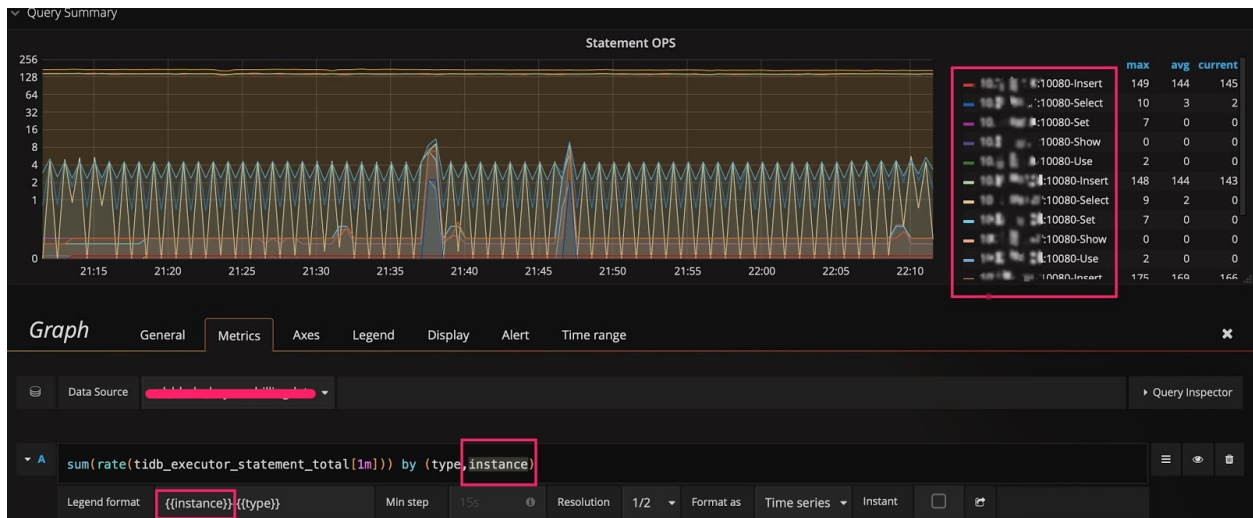 Query Summary
Statement OPS
256
128
64
32
16
8
4
2
1
0
21:15 21:20 21:25 21:30 21:35 21:40 21:45 21:50 21:55 22:00 22:05 22:10
max avg current
:10080-Insert 149 144 145
:10080-Select 10 3 2
:10080-Set 7 0 0
:10080-Show 0 0 0
:10080-Use 2 0 0
:10080-Insert 148 144 143
:10080-Select 9 2 0
:10080-Set 7 0 0
:10080-Show 0 0 0
:10080-Use 2 0 0
:10080-Insert 175 169 166
Graph General Metrics Axes Legend Display Alert Time range
Data Source Query Inspector
A sum(rate(tidb_executor_statement_total[1m])) by (type,instance)
Legend format {{instance}}-{{type}} Min step 15s Resolution 1/2 Format as Time series Instant